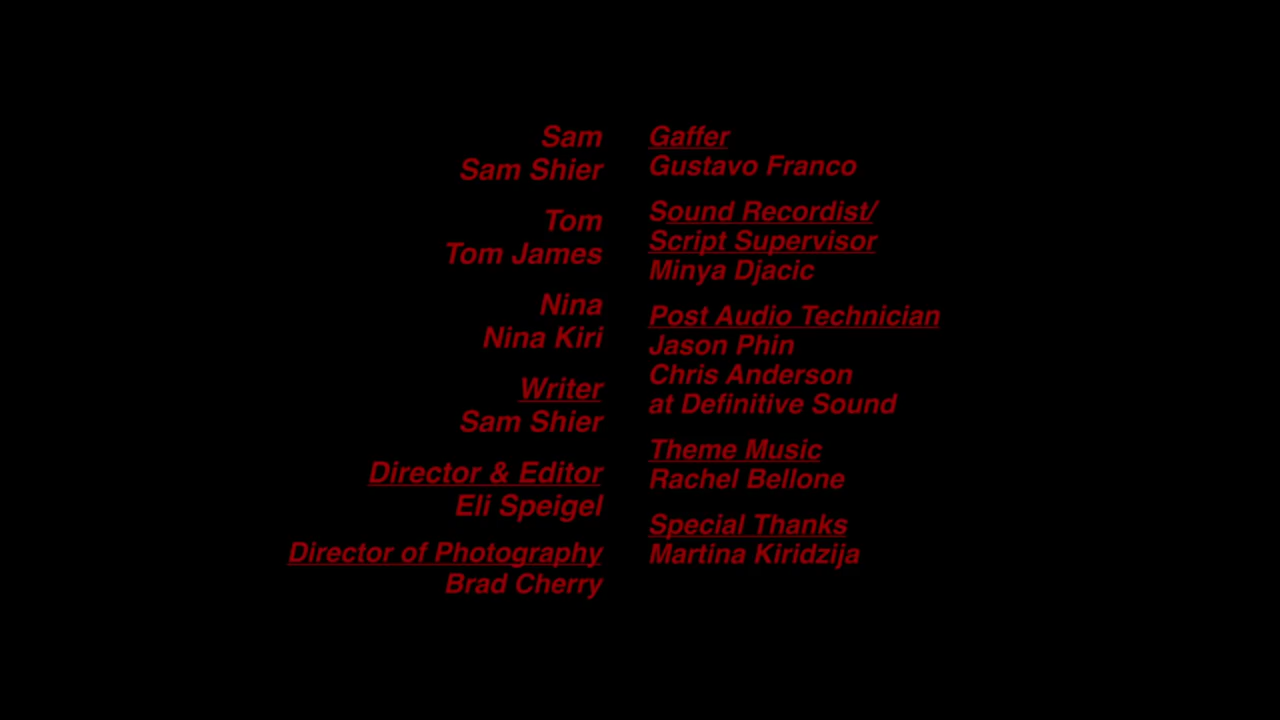 Sam
Sam Shier
Tom
Tom James
Nina
Nina Kiri
Writer
Sam Shier
Director & Editor
Eli Speigel
Director of Photography
Brad Cherry
Gaffer
Gustavo Franco
Sound Recordist/
Script Supervisor
Minya Djacic
Post Audio Technician
Jason Phin
Chris Anderson
at Definitive Sound
Theme Music
Rachel Bellone
Special Thanks
Martina Kiridzija